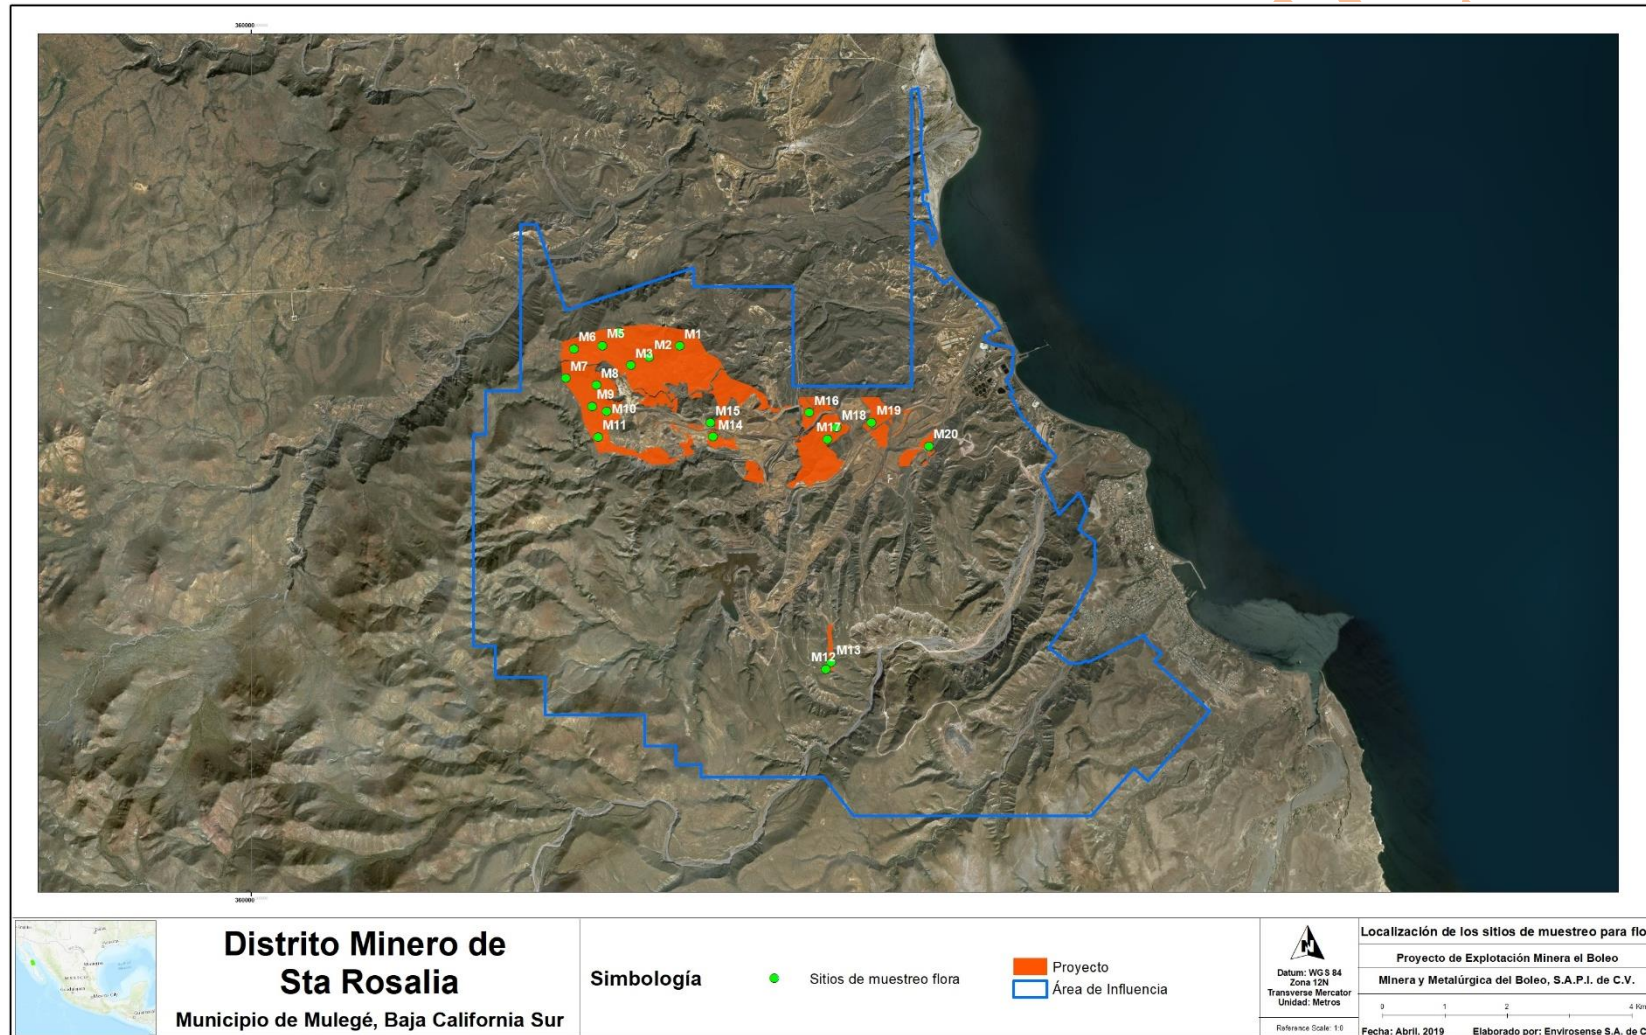 360000
M6
M5
M1
M2
M3
M7
M8
M9
M10
M11
M15
M14
M16
M18
M19
M17
M20
M13
M12
360000
Distrito Minero de
Sta Rosalia
Municipio de Mulegé, Baja California Sur
Simbología
Sitios de muestreo flora
Proyecto
Área de Influencia
N
Datum: WGS 84
Zona 12N
Transverse Mercator
Unidad: Metros
Reference Scale: 1:0
Localización de los sitios de muestreo para flo
Proyecto de Explotación Minera el Boleo
Minera y Metalúrgica del Boleo, S.A.P.I. de C.V.
0 1 2 4 Km
Fecha: Abril, 2019 Elaborado por: Envirosense S.A. de C